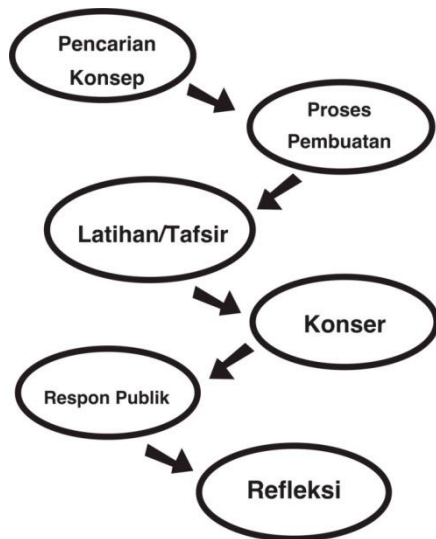 Pencarian
Konsep
Proses
Pembuatan
Latihan/Tafsir
Konser
Respon Publik
Refleksi